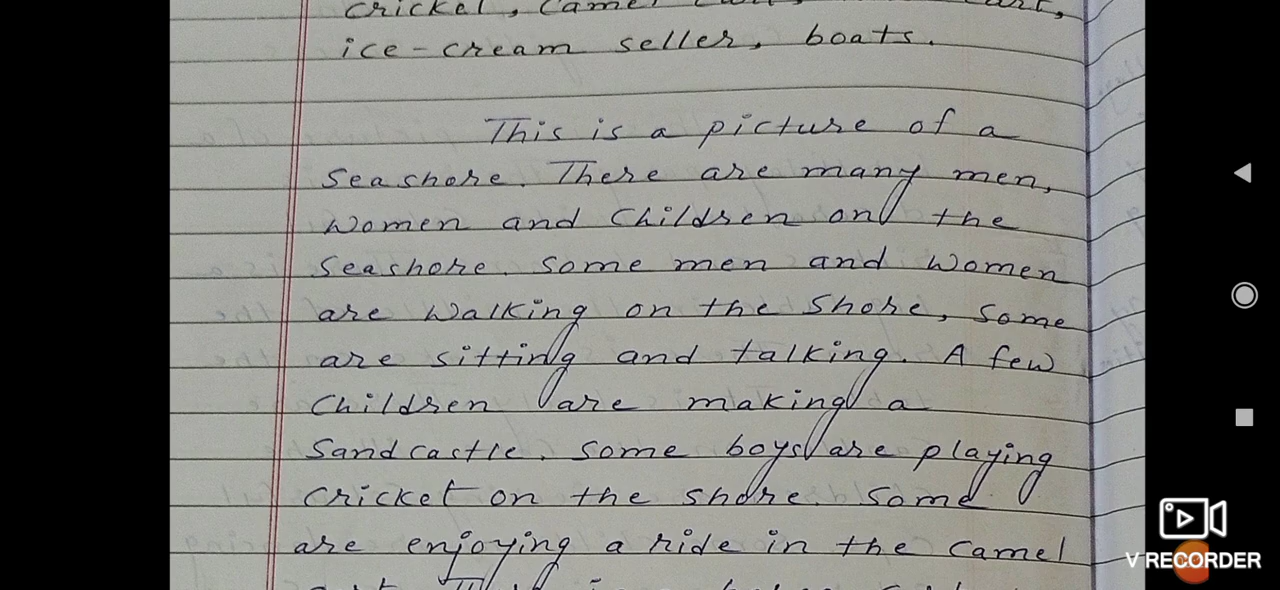 cricket, Camel
ice-cream seller, boats.
This is a picture of a
Seashore. There are many men,
Women and Children on the
Seashore. Some men and Women
are Walking on the Shore, Some
are sitting and talking. A few
Children are making a
Sandcastle. Some boys are playing
Cricket on the shore. Some
are enjoying a ride in the Camel
V RECORDER